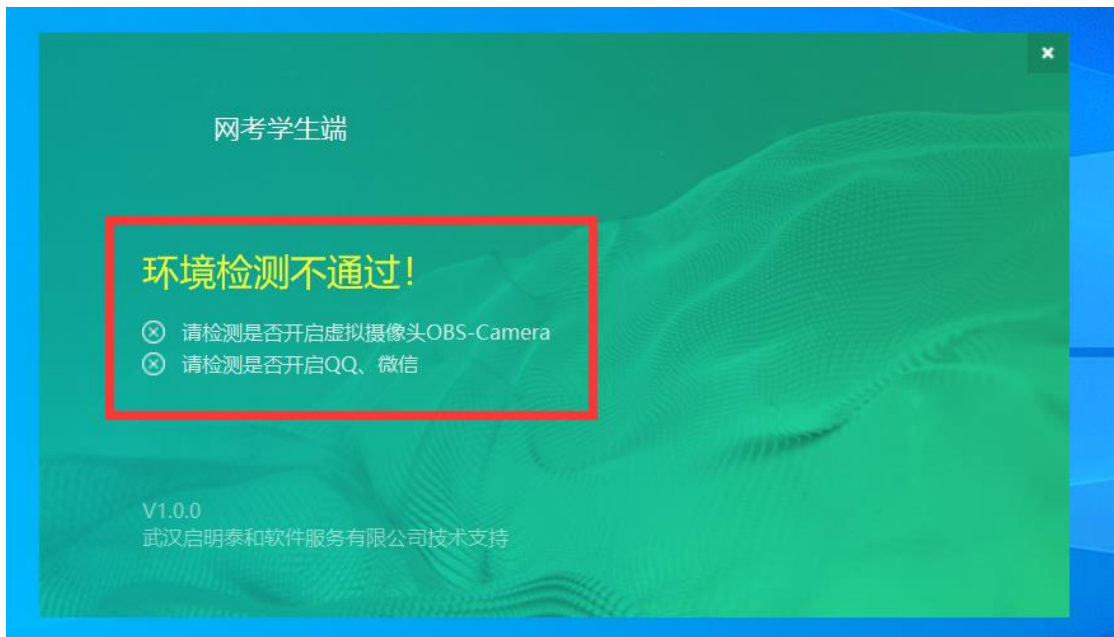 网考学生端
环境检测不通过！
请检测是否开启虚拟摄像头OBS-Camera
请检测是否开启QQ、微信
V1.0.0
武汉启明泰和软件服务有限公司技术支持